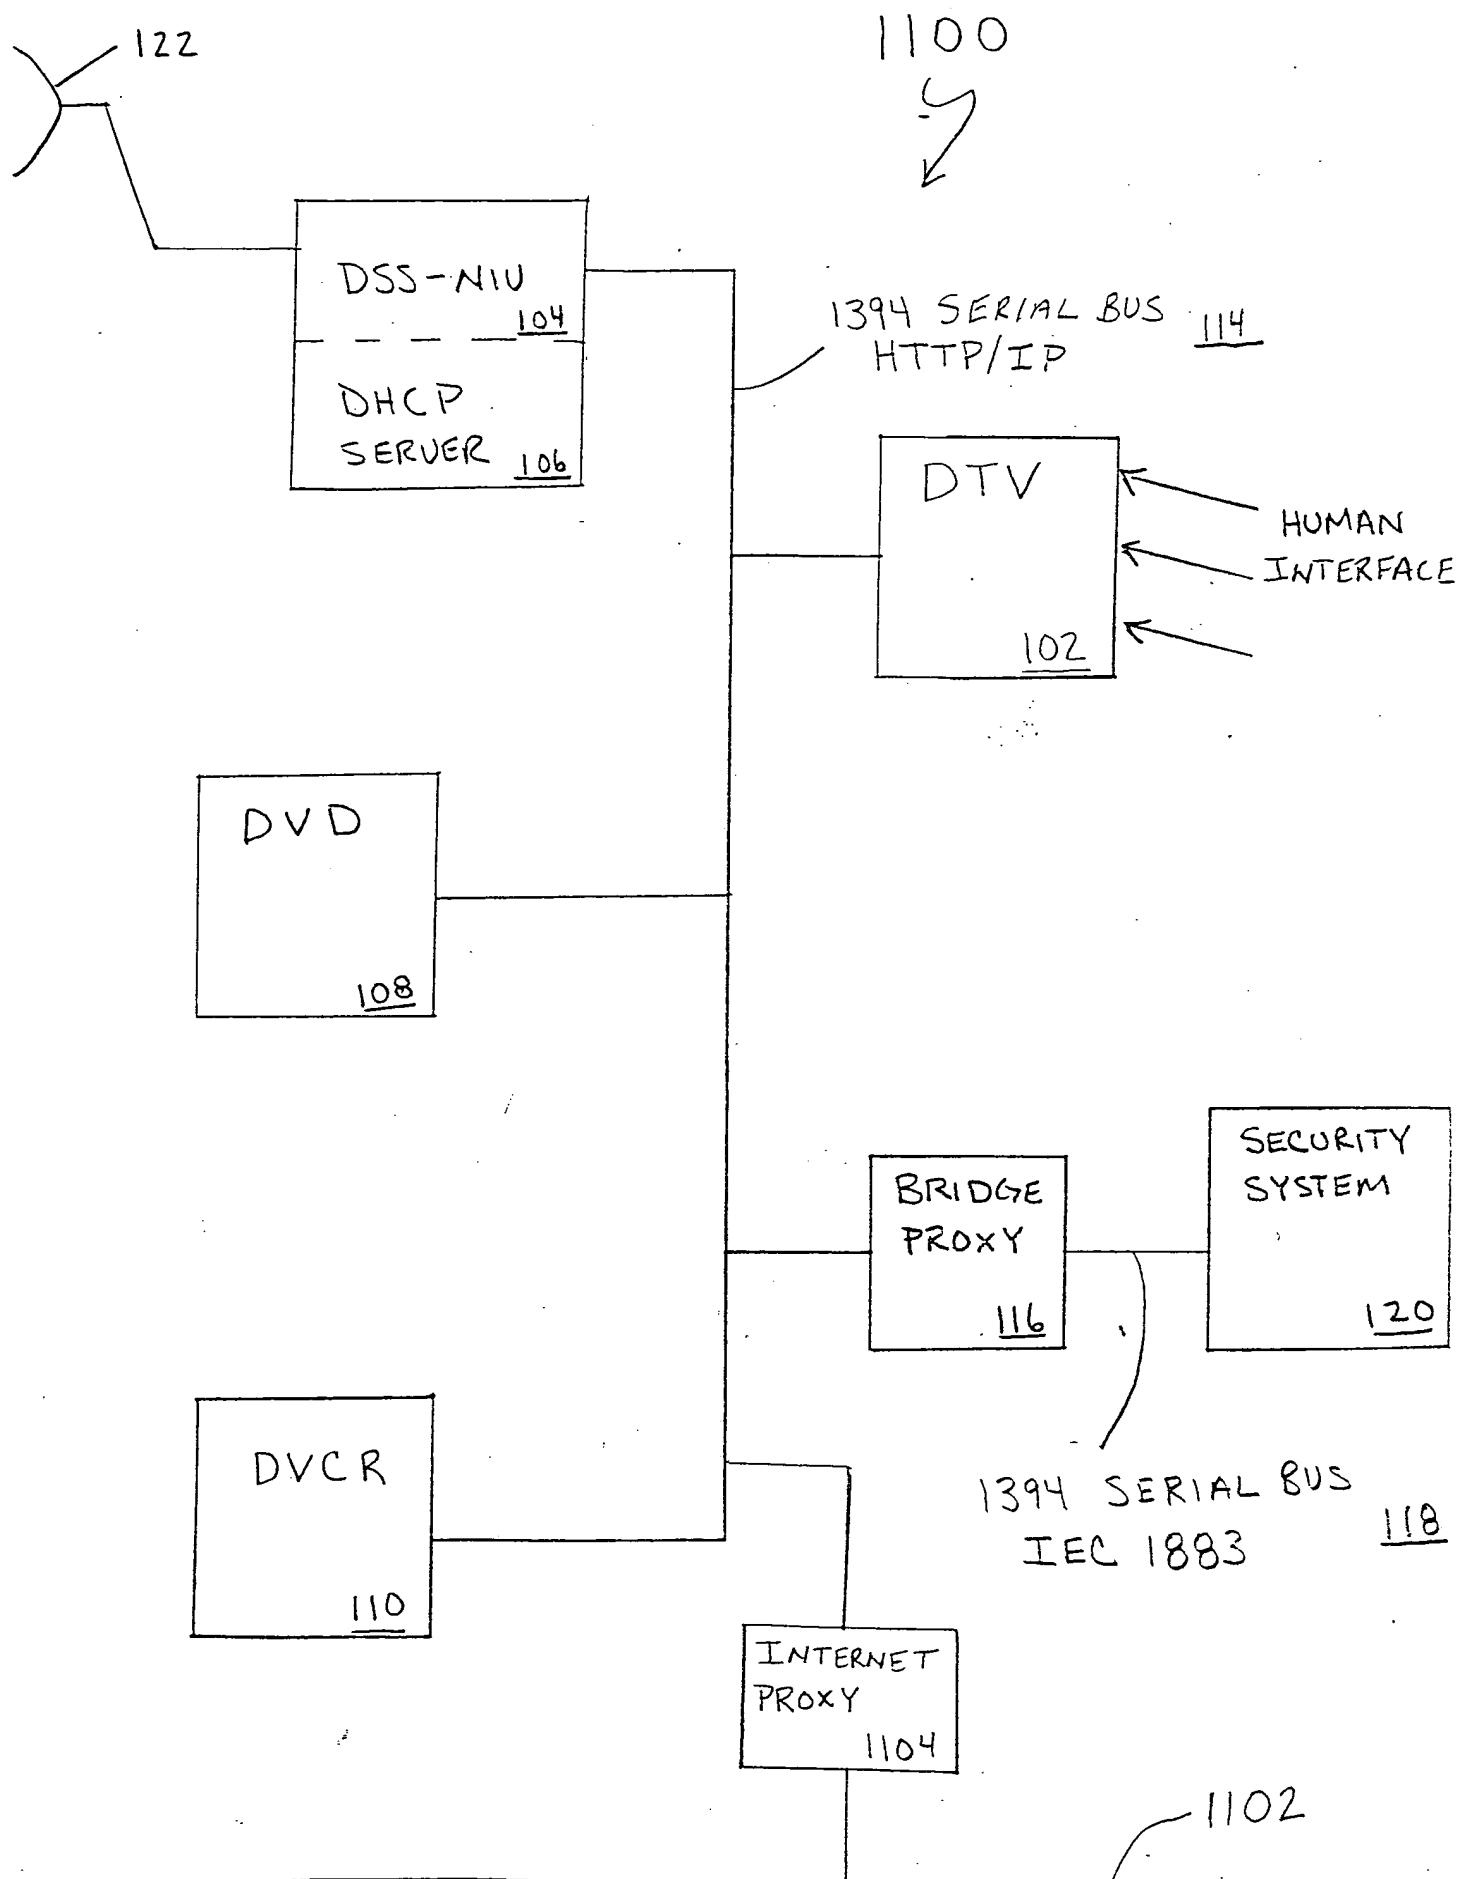 122
1100
DSS-NIU
104
DHCP
SERVER
106
1394 SERIAL BUS
HTTP/IP
114
DTV
102
HUMAN
INTERFACE
DVD
108
BRIDGE
PROXY
116
SECURITY
SYSTEM
120
DVCR
110
1394 SERIAL BUS
IEC 1883
118
INTERNET
PROXY
1104
1102